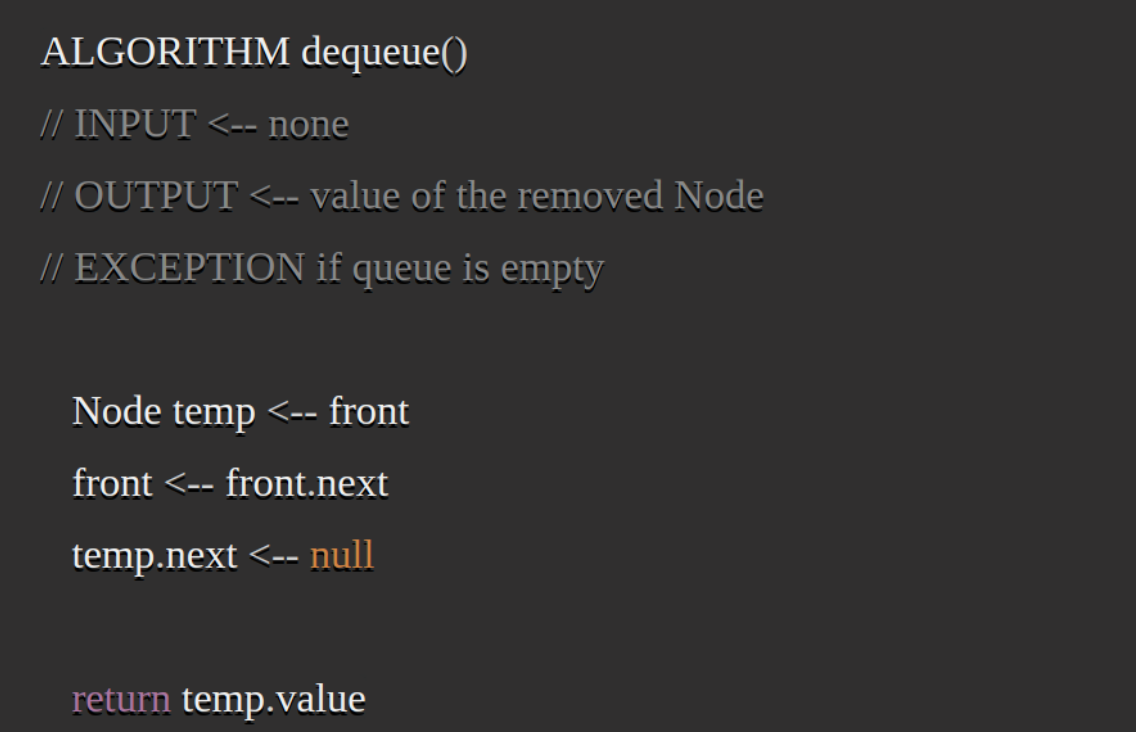 ALGORITHM dequeue()
// INPUT <-- none
// OUTPUT <-- value of the removed Node
// EXCEPTION if queue is empty
Node temp <-- front
front <-- front.next
temp.next <-- null
return temp.value